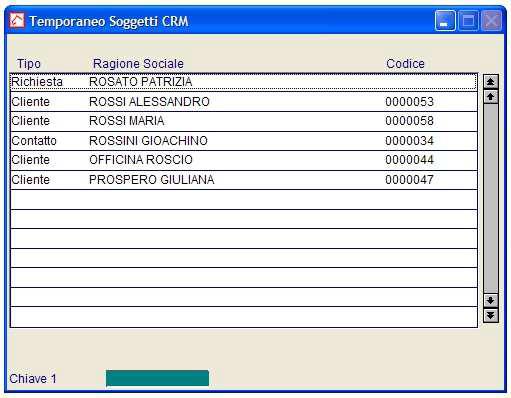 Temporaneo Soggetti CRM
Tipo Ragione Sociale Codice
Richiesta ROSATO PATRIZIA
Cliente ROSSI ALESSANDRO 0000053
Cliente ROSSI MARIA 0000058
Contatto ROSSINI GIOACHINO 0000034
Cliente OFFICINA ROSCIO 0000044
Cliente PROSPERO GIULIANA 0000047
Chiave 1